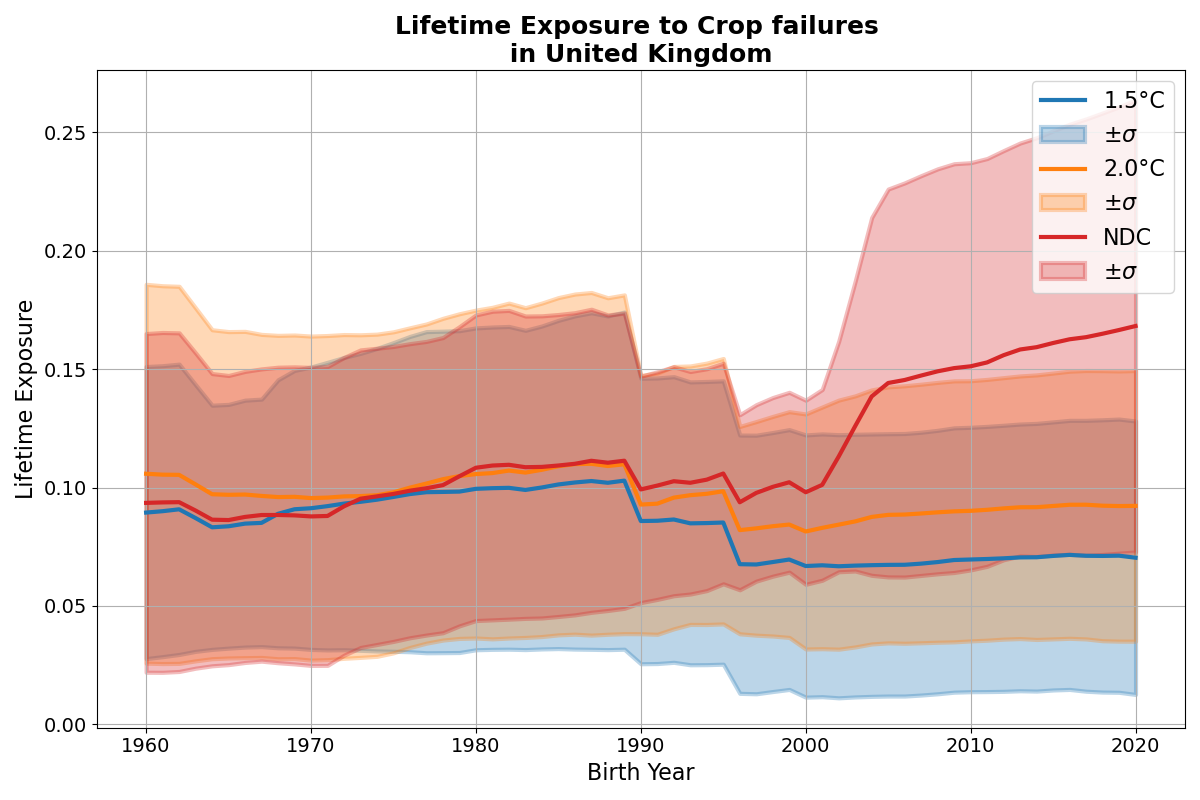 Lifetime Exposure to Crop failures
in United Kingdom
1.5°C
±σ
2.0°C
±σ
NDC
±σ
Lifetime Exposure
0.25
0.20
0.15
0.10
0.05
0.00
1960 1970 1980 1990 2000 2010 2020
Birth Year